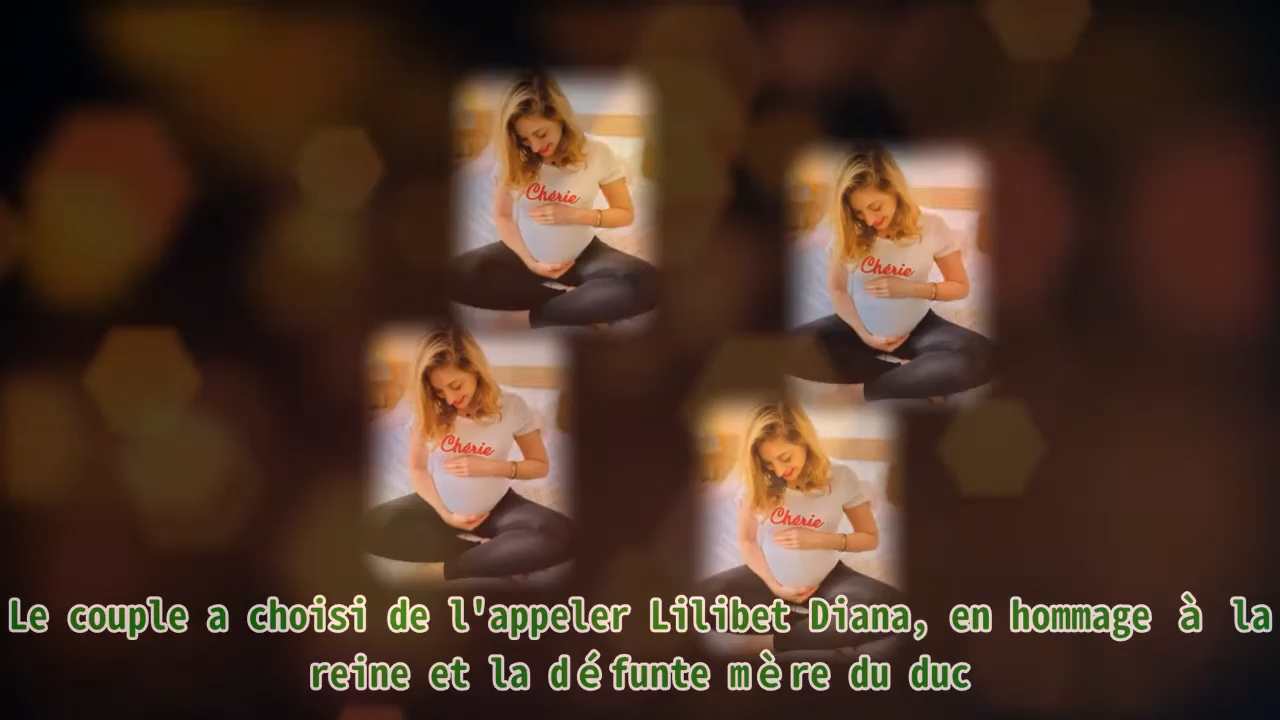 Chérie
Chérie
Chérie
Chérie
Le couple a choisi de l'appeler Lilibet Diana, en hommage à la
reine et la défunte mère du duc